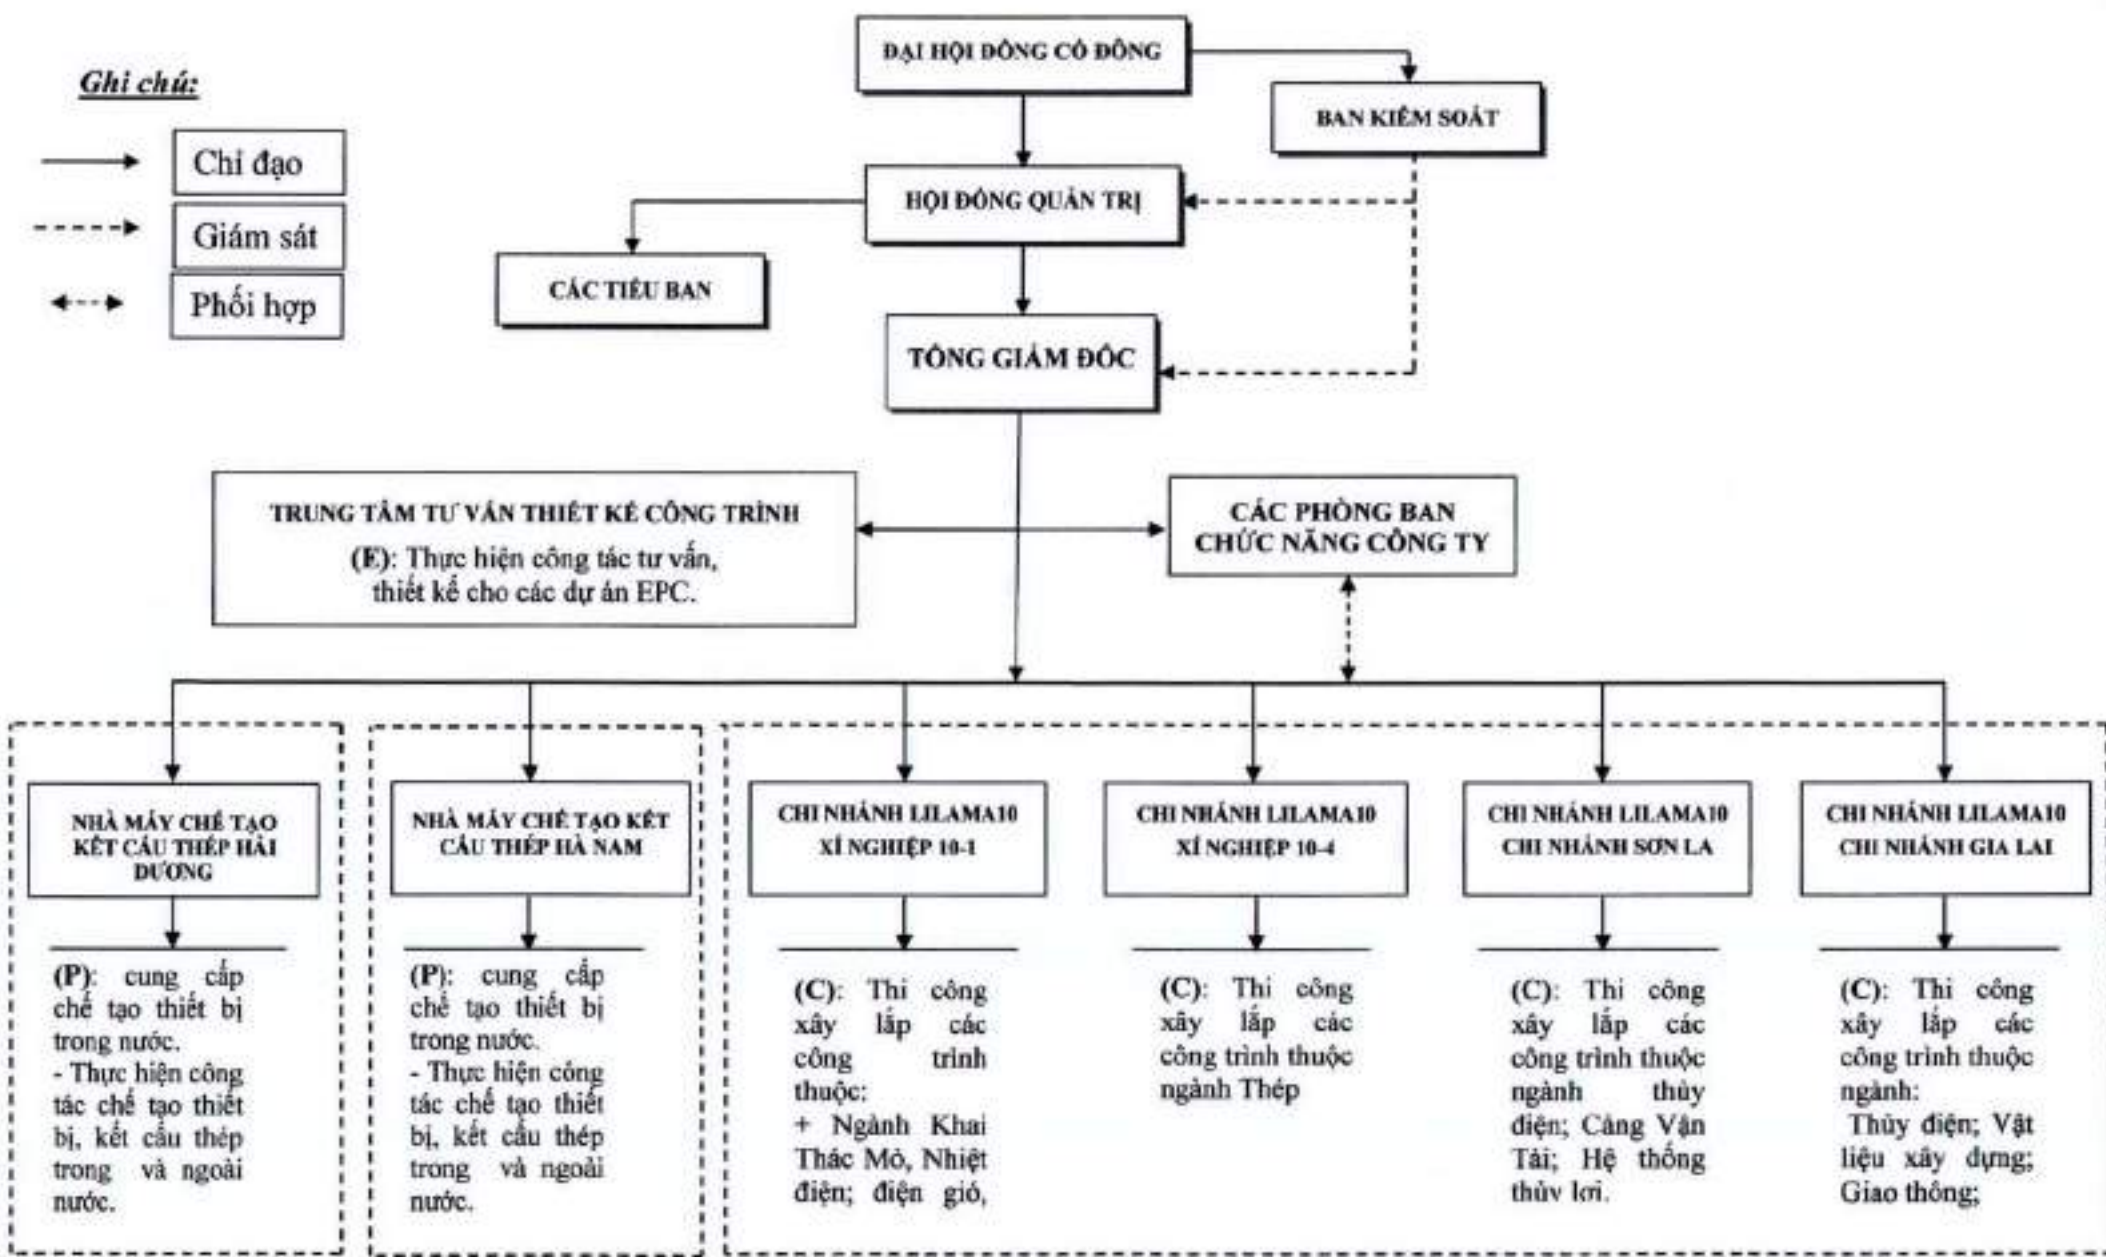 ĐẠI HỘI ĐỒNG CỔ ĐÔNG
Ghi chú:
BAN KIỂM SOÁT
Chỉ đạo
HỘI ĐỒNG QUẢN TRỊ
Giám sát
CÁC TIỂU BAN
Phối hợp
TỔNG GIÁM ĐỐC
TRUNG TÂM TƯ VẤN THIẾT KẾ CÔNG TRÌNH
(E): Thực hiện công tác tư vấn,
thiết kế cho các dự án EPC.
CÁC PHÒNG BAN
CHỨC NĂNG CÔNG TY
NHÀ MÁY CHẾ TẠO
KẾT CẤU THÉP HẢI
DƯƠNG
NHÀ MÁY CHẾ TẠO KẾT
CẤU THÉP HÀ NAM
CHI NHÁNH LILAMA10
XÍ NGHIỆP 10-1
CHI NHÁNH LILAMA10
XÍ NGHIỆP 10-4
CHI NHÁNH LILAMA10
CHI NHÁNH SƠN LA
CHI NHÁNH LILAMA10
CHI NHÁNH GIA LAI
(P): cung cấp
chế tạo thiết bị
trong nước.
- Thực hiện công
tác chế tạo thiết
bị, kết cấu thép
trong và ngoài
nước.
(P): cung cấp
chế tạo thiết bị
trong nước.
- Thực hiện công
tác chế tạo thiết
bị, kết cấu thép
trong và ngoài
nước.
(C): Thi công
xây lắp các
công trình
thuộc:
+ Ngành Khai
Thác Mỏ, Nhiệt
điện; điện gió,
(C): Thi công
xây lắp các
công trình thuộc
ngành Thép
(C): Thi công
xây lắp các
công trình thuộc
ngành thủy
điện; Cảng Vận
Tải; Hệ thống
thủy lợi.
(C): Thi công
xây lắp các
công trình thuộc
ngành:
Thủy điện; Vật
liệu xây dựng;
Giao thông;